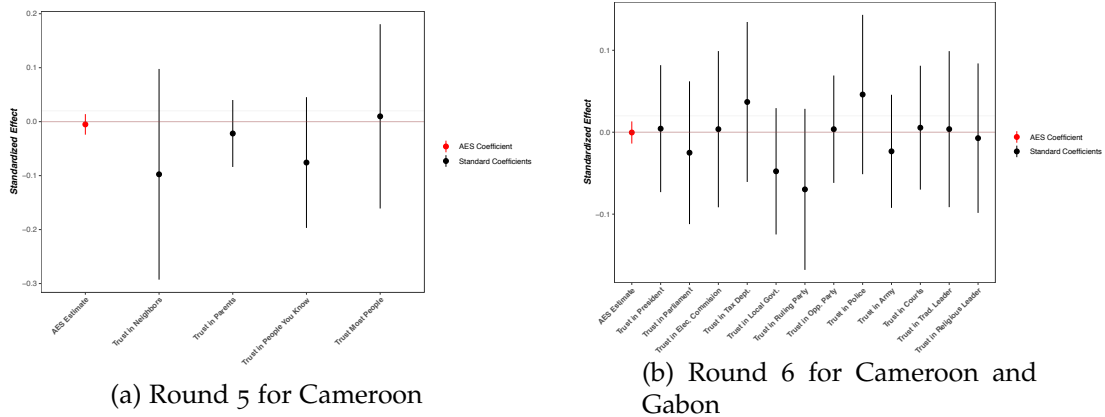 0.2
0.1
0.0
−0.1
−0.2
−0.3
Standardized Effect
AES Estimate
Trust in Neighbors
Trust in Parents
Trust in People You Know
Trust Most People
AES Coefficient
Standard Coefficients
(a) Round 5 for Cameroon
0.1
0.0
−0.1
Standardized Effect
AES Estimate
Trust in President
Trust in Parliament
Trust in Elec. Commision
Trust in Tax Dept.
Trust in Local Govt.
Trust in Ruling Party
Trust in Opp. Party
Trust in Police
Trust in Army
Trust in Courts
Trust in Trad. Leader
Trust in Religious Leader
AES Coefficient
Standard Coefficients
(b) Round 6 for Cameroon and
Gabon